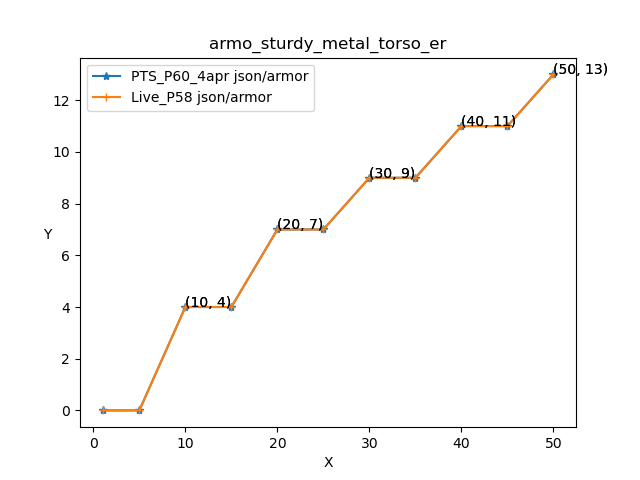 armo_sturdy_metal_torso_er
PTS_P60_4apr json/armor
Live_P58 json/armor
(50, 13)
(40, 11)
(30, 9)
(20, 7)
(10, 4)
Y
12
10
8
6
4
2
0
0 10 20 30 40 50
X